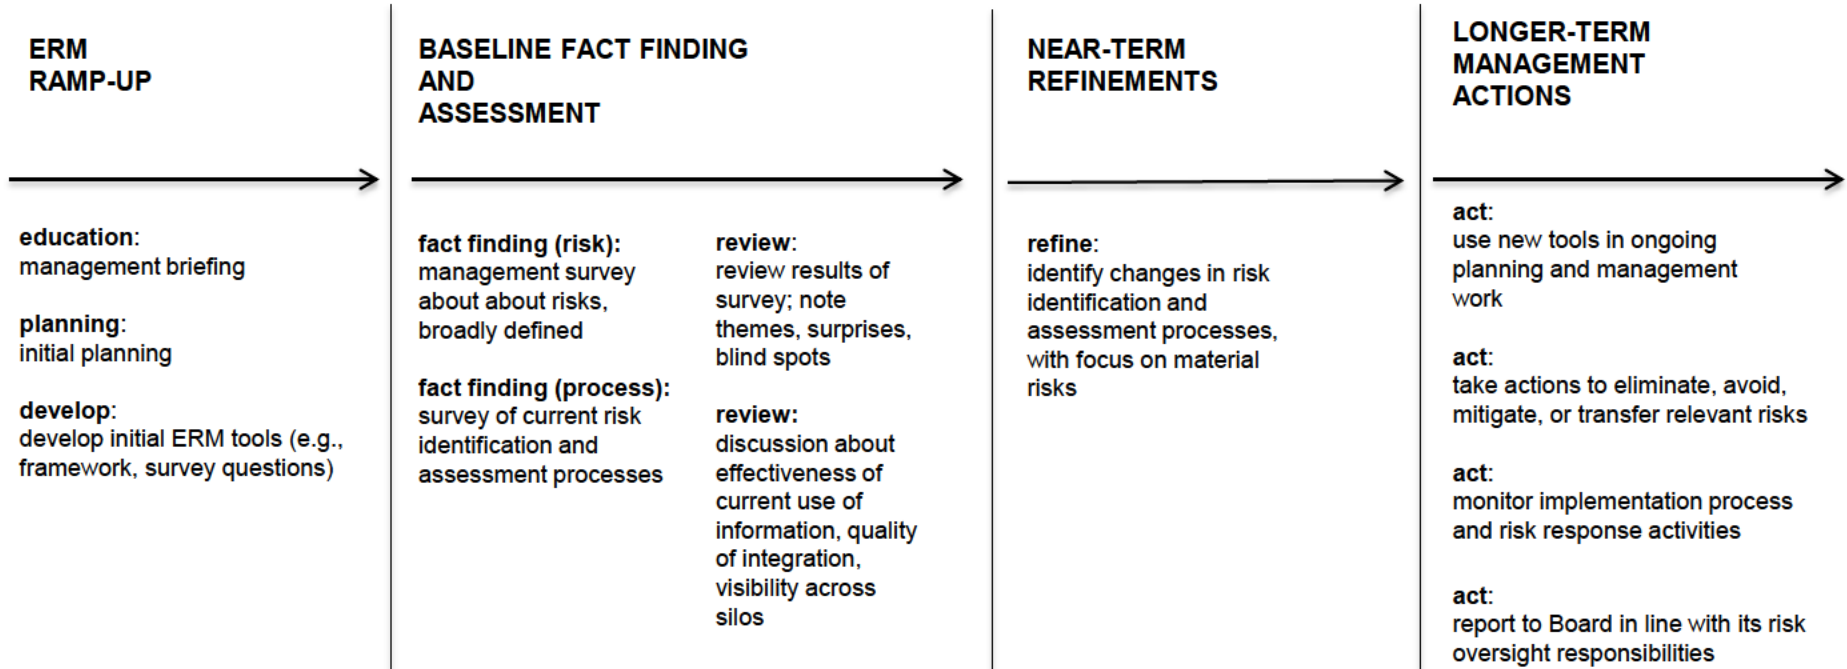 ERM
RAMP-UP
education:
management briefing
planning:
initial planning
develop:
develop initial ERM tools (e.g.,
framework, survey questions)
BASELINE FACT FINDING
AND
ASSESSMENT
fact finding (risk):
management survey
about about risks,
broadly defined
fact finding (process):
survey of current risk
identification and
assessment processes
review:
review results of
survey; note
themes, surprises,
blind spots
review:
discussion about
effectiveness of
current use of
information, quality
of integration,
visibility across
silos
NEAR-TERM
REFINEMENTS
refine:
identify changes in risk
identification and
assessment processes,
with focus on material
risks
LONGER-TERM
MANAGEMENT
ACTIONS
act:
use new tools in ongoing
planning and management
work
act:
take actions to eliminate, avoid,
mitigate, or transfer relevant risks
act:
monitor implementation process
and risk response activities
act:
report to Board in line with its risk
oversight responsibilities